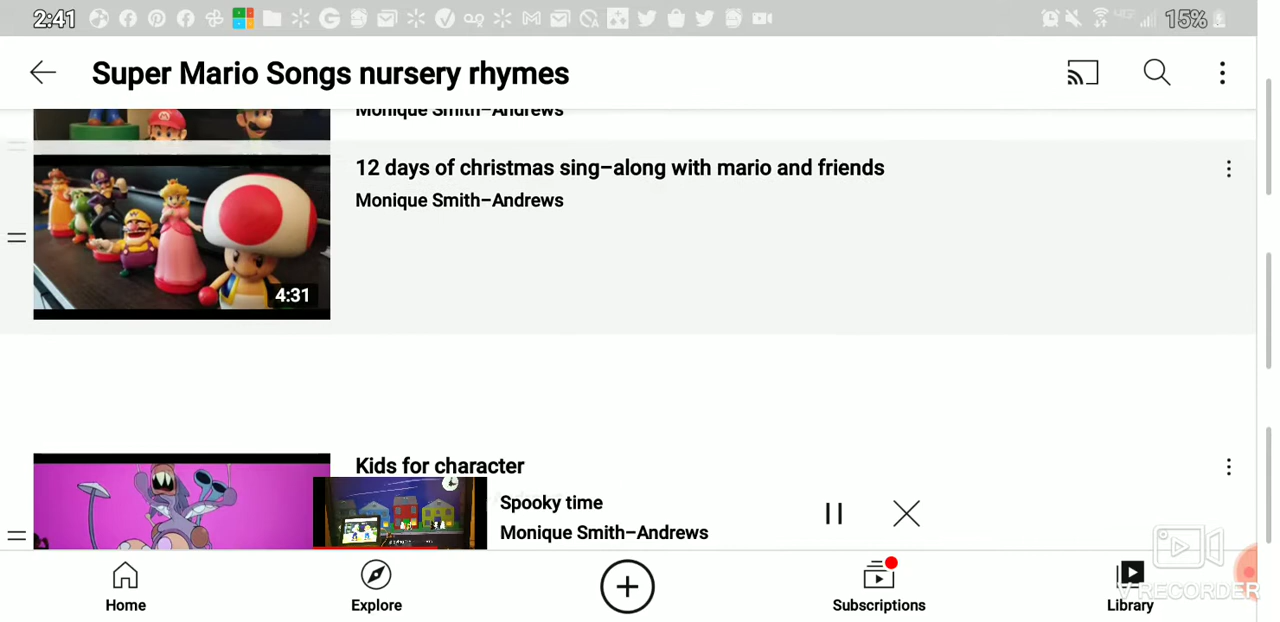 2:41
15%
Super Mario Songs nursery rhymes
Monique Smith-Andrews
12 days of christmas sing-along with mario and friends
Monique Smith-Andrews
4:31
Kids for character
Spooky time
Monique Smith-Andrews
Home
Explore
Subscriptions
Library
V RECORDER